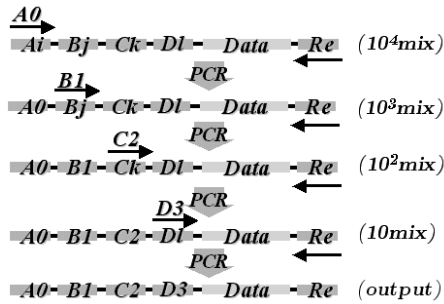 A0
Ai Bj Ck Dl Data Re (10⁴mix)
PCR
B1
A0 Bj Ck Dl Data Re (10³mix)
PCR
C2
A0 B1 Ck Dl Data Re (10²mix)
PCR
D3
A0 B1 C2 Dl Data Re (10mix)
PCR
A0 B1 C2 D3 Data Re (output)